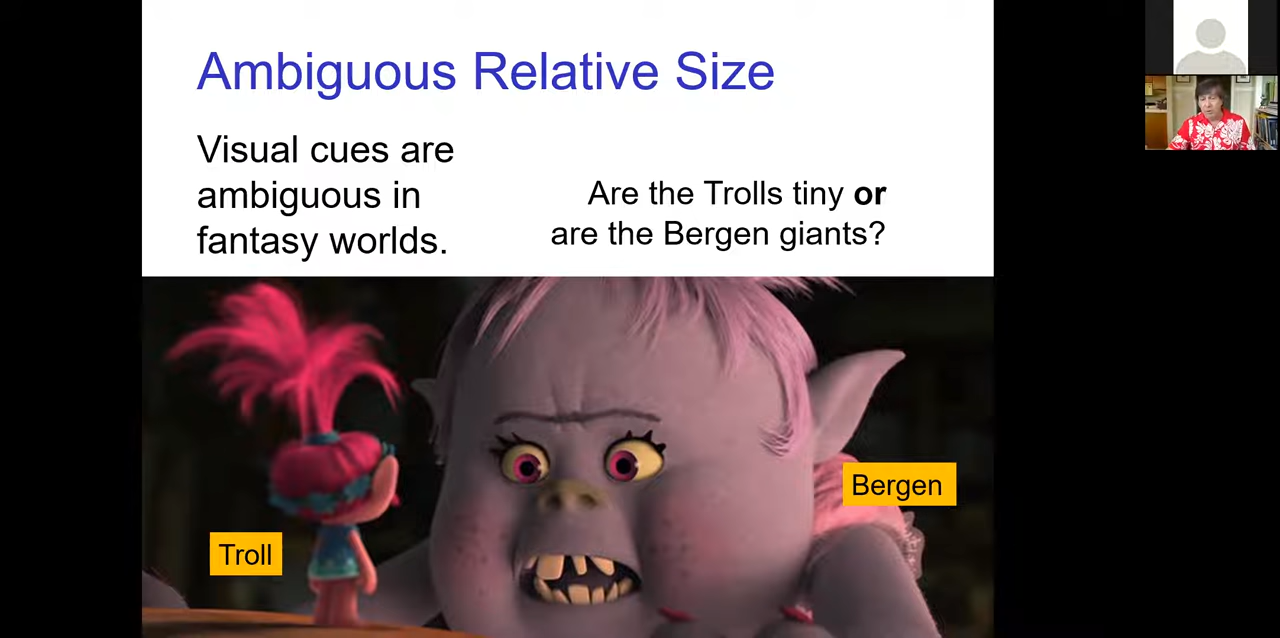 Ambiguous Relative Size
Visual cues are
ambiguous in
fantasy worlds.
Are the Trolls tiny or
are the Bergen giants?
Bergen
Troll